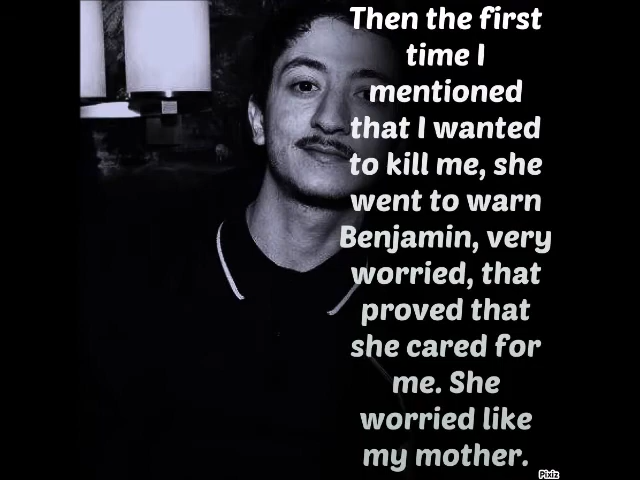 Then the first
time I
mentioned
that I wanted
to kill me, she
went to warn
Benjamin, very
worried, that
proved that
she cared for
me. She
worried like
my mother.
Pixiz